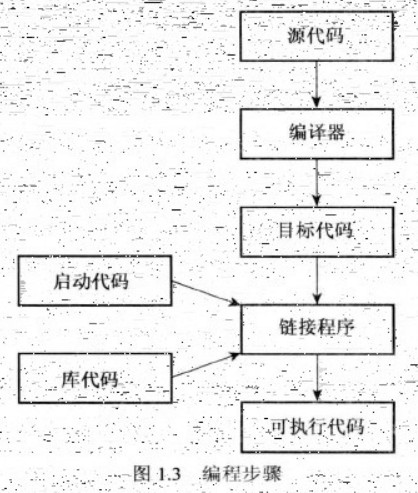 源代码
编译器
目标代码
启动代码
链接程序
库代码
可执行代码
图 1.3 编程步骤